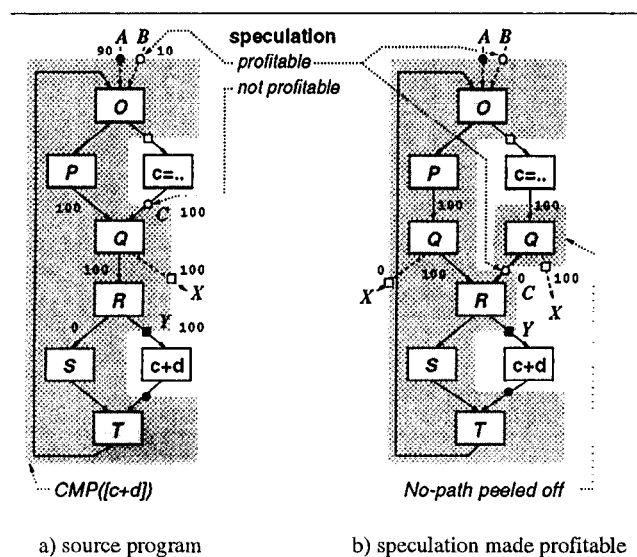 A B
90 10
speculation
profitable
not profitable
A B
O
O
P
c=..
P
c=..
100
C
100
100
100
Q
Q
Q
100
100
X
0
X
100
0
C
100
X
R
R
0
Y
100
Y
S
c+d
S
c+d
T
T
CMP([c+d])
No-path peeled off
a) source program
b) speculation made profitable